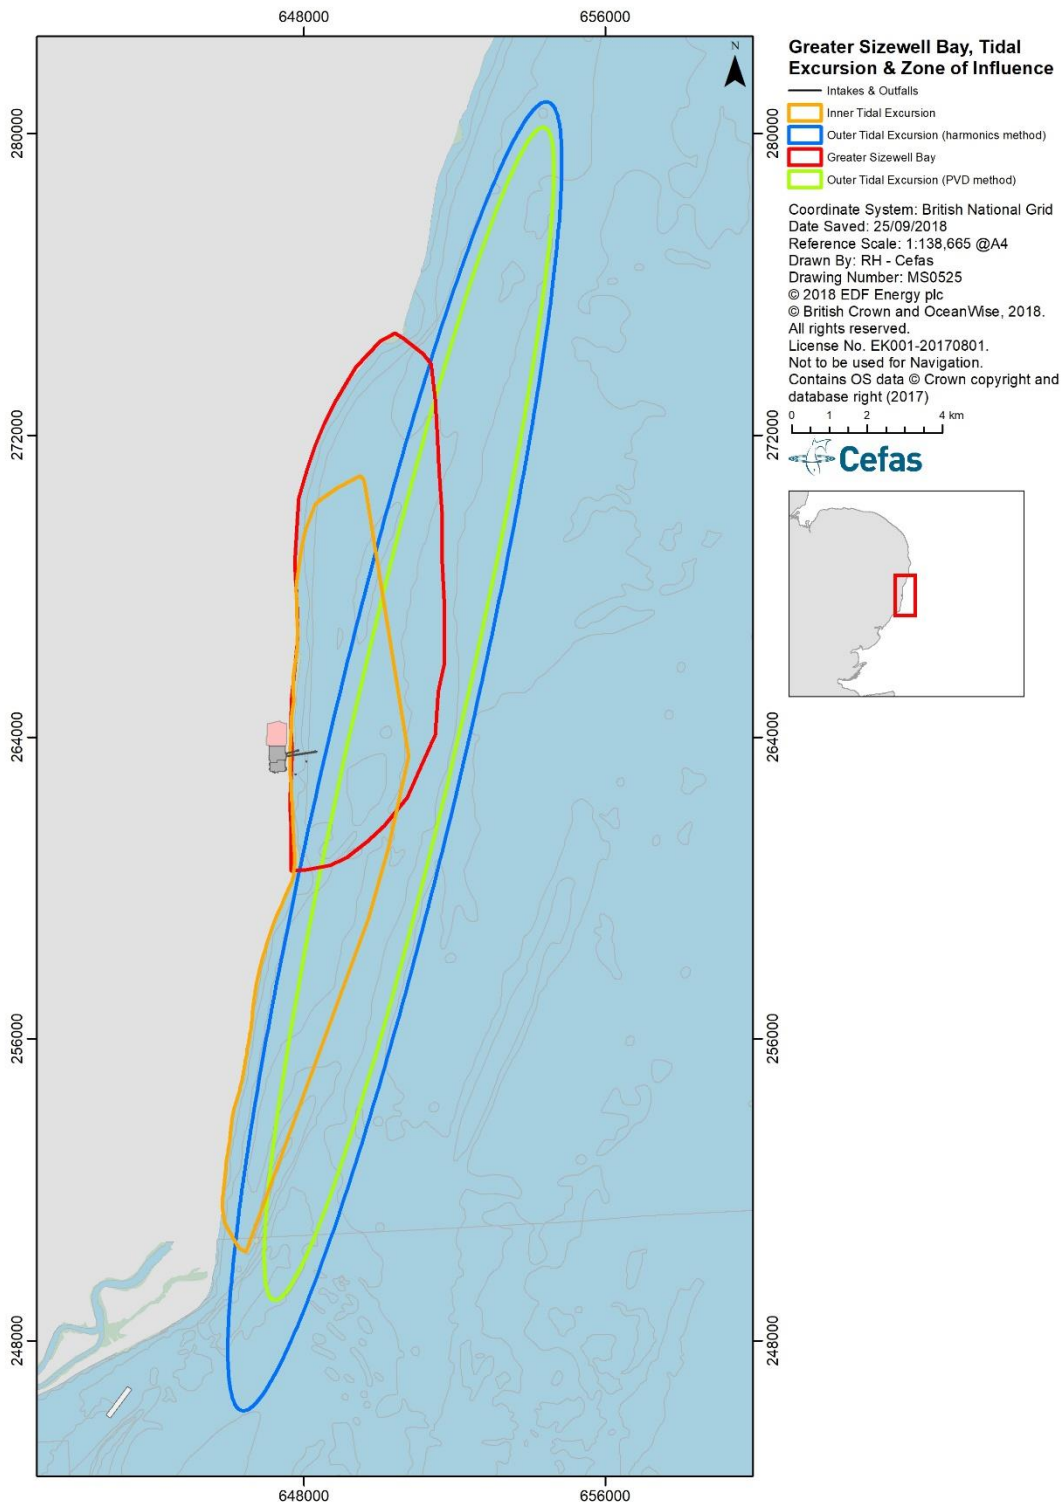 648000
656000
N
280000
280000
272000
272000
264000
264000
256000
256000
248000
248000
648000
656000
Greater Sizewell Bay, Tidal
Excursion & Zone of Influence
Intakes & Outfalls
Inner Tidal Excursion
Outer Tidal Excursion (harmonics method)
Greater Sizewell Bay
Outer Tidal Excursion (PVD method)
Coordinate System: British National Grid
Date Saved: 25/09/2018
Reference Scale: 1:138,665 @A4
Drawn By: RH - Cefas
Drawing Number: MS0525
© 2018 EDF Energy plc
© British Crown and OceanWise, 2018.
All rights reserved.
License No. EK001-20170801.
Not to be used for Navigation.
Contains OS data © Crown copyright and
database right (2017)
0 1 2 4 km
Cefas